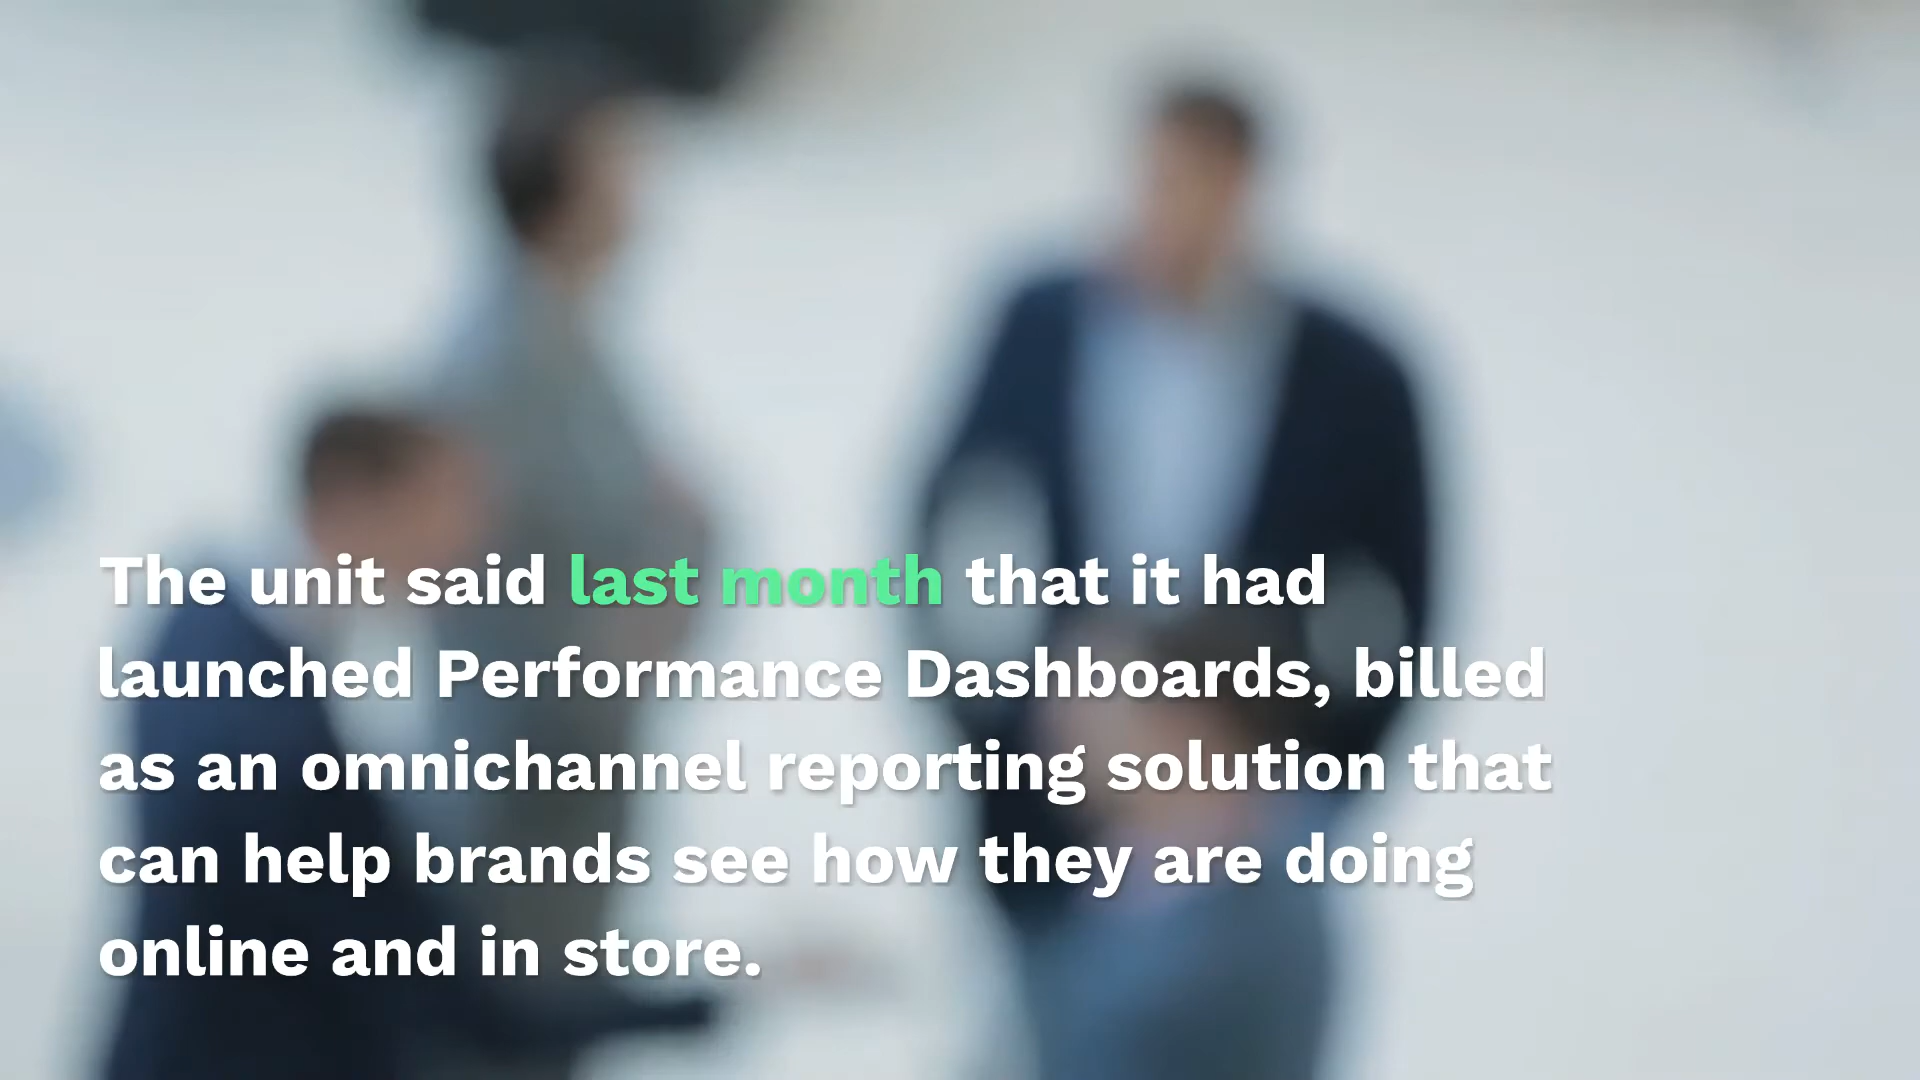 The unit said last month that it had
launched Performance Dashboards, billed
as an omnichannel reporting solution that
can help brands see how they are doing
online and in store.